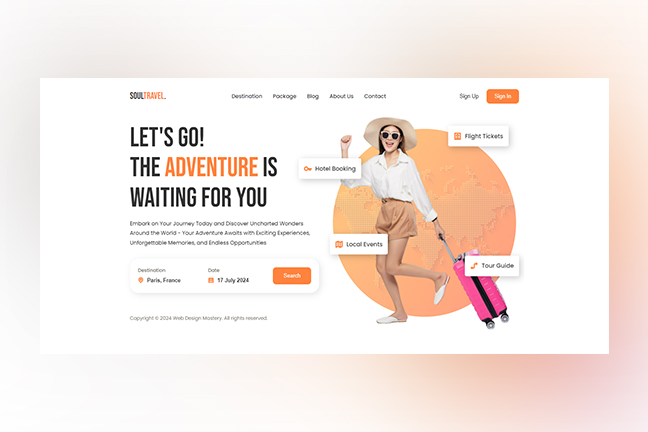 SOULTRAVEL.
Destination Package Blog About Us Contact
Sign Up Sign In
LET'S GO!
THE ADVENTURE IS
WAITING FOR YOU
Embark on Your Journey Today and Discover Uncharted Wonders
Around the World – Your Adventure Awaits with Exciting Experiences,
Unforgettable Memories, and Endless Opportunities
Destination
Paris, France
Date
17 July 2024
Search
Flight Tickets
Hotel Booking
Local Events
Tour Guide
Copyright © 2024 Web Design Mastery. All rights reserved.